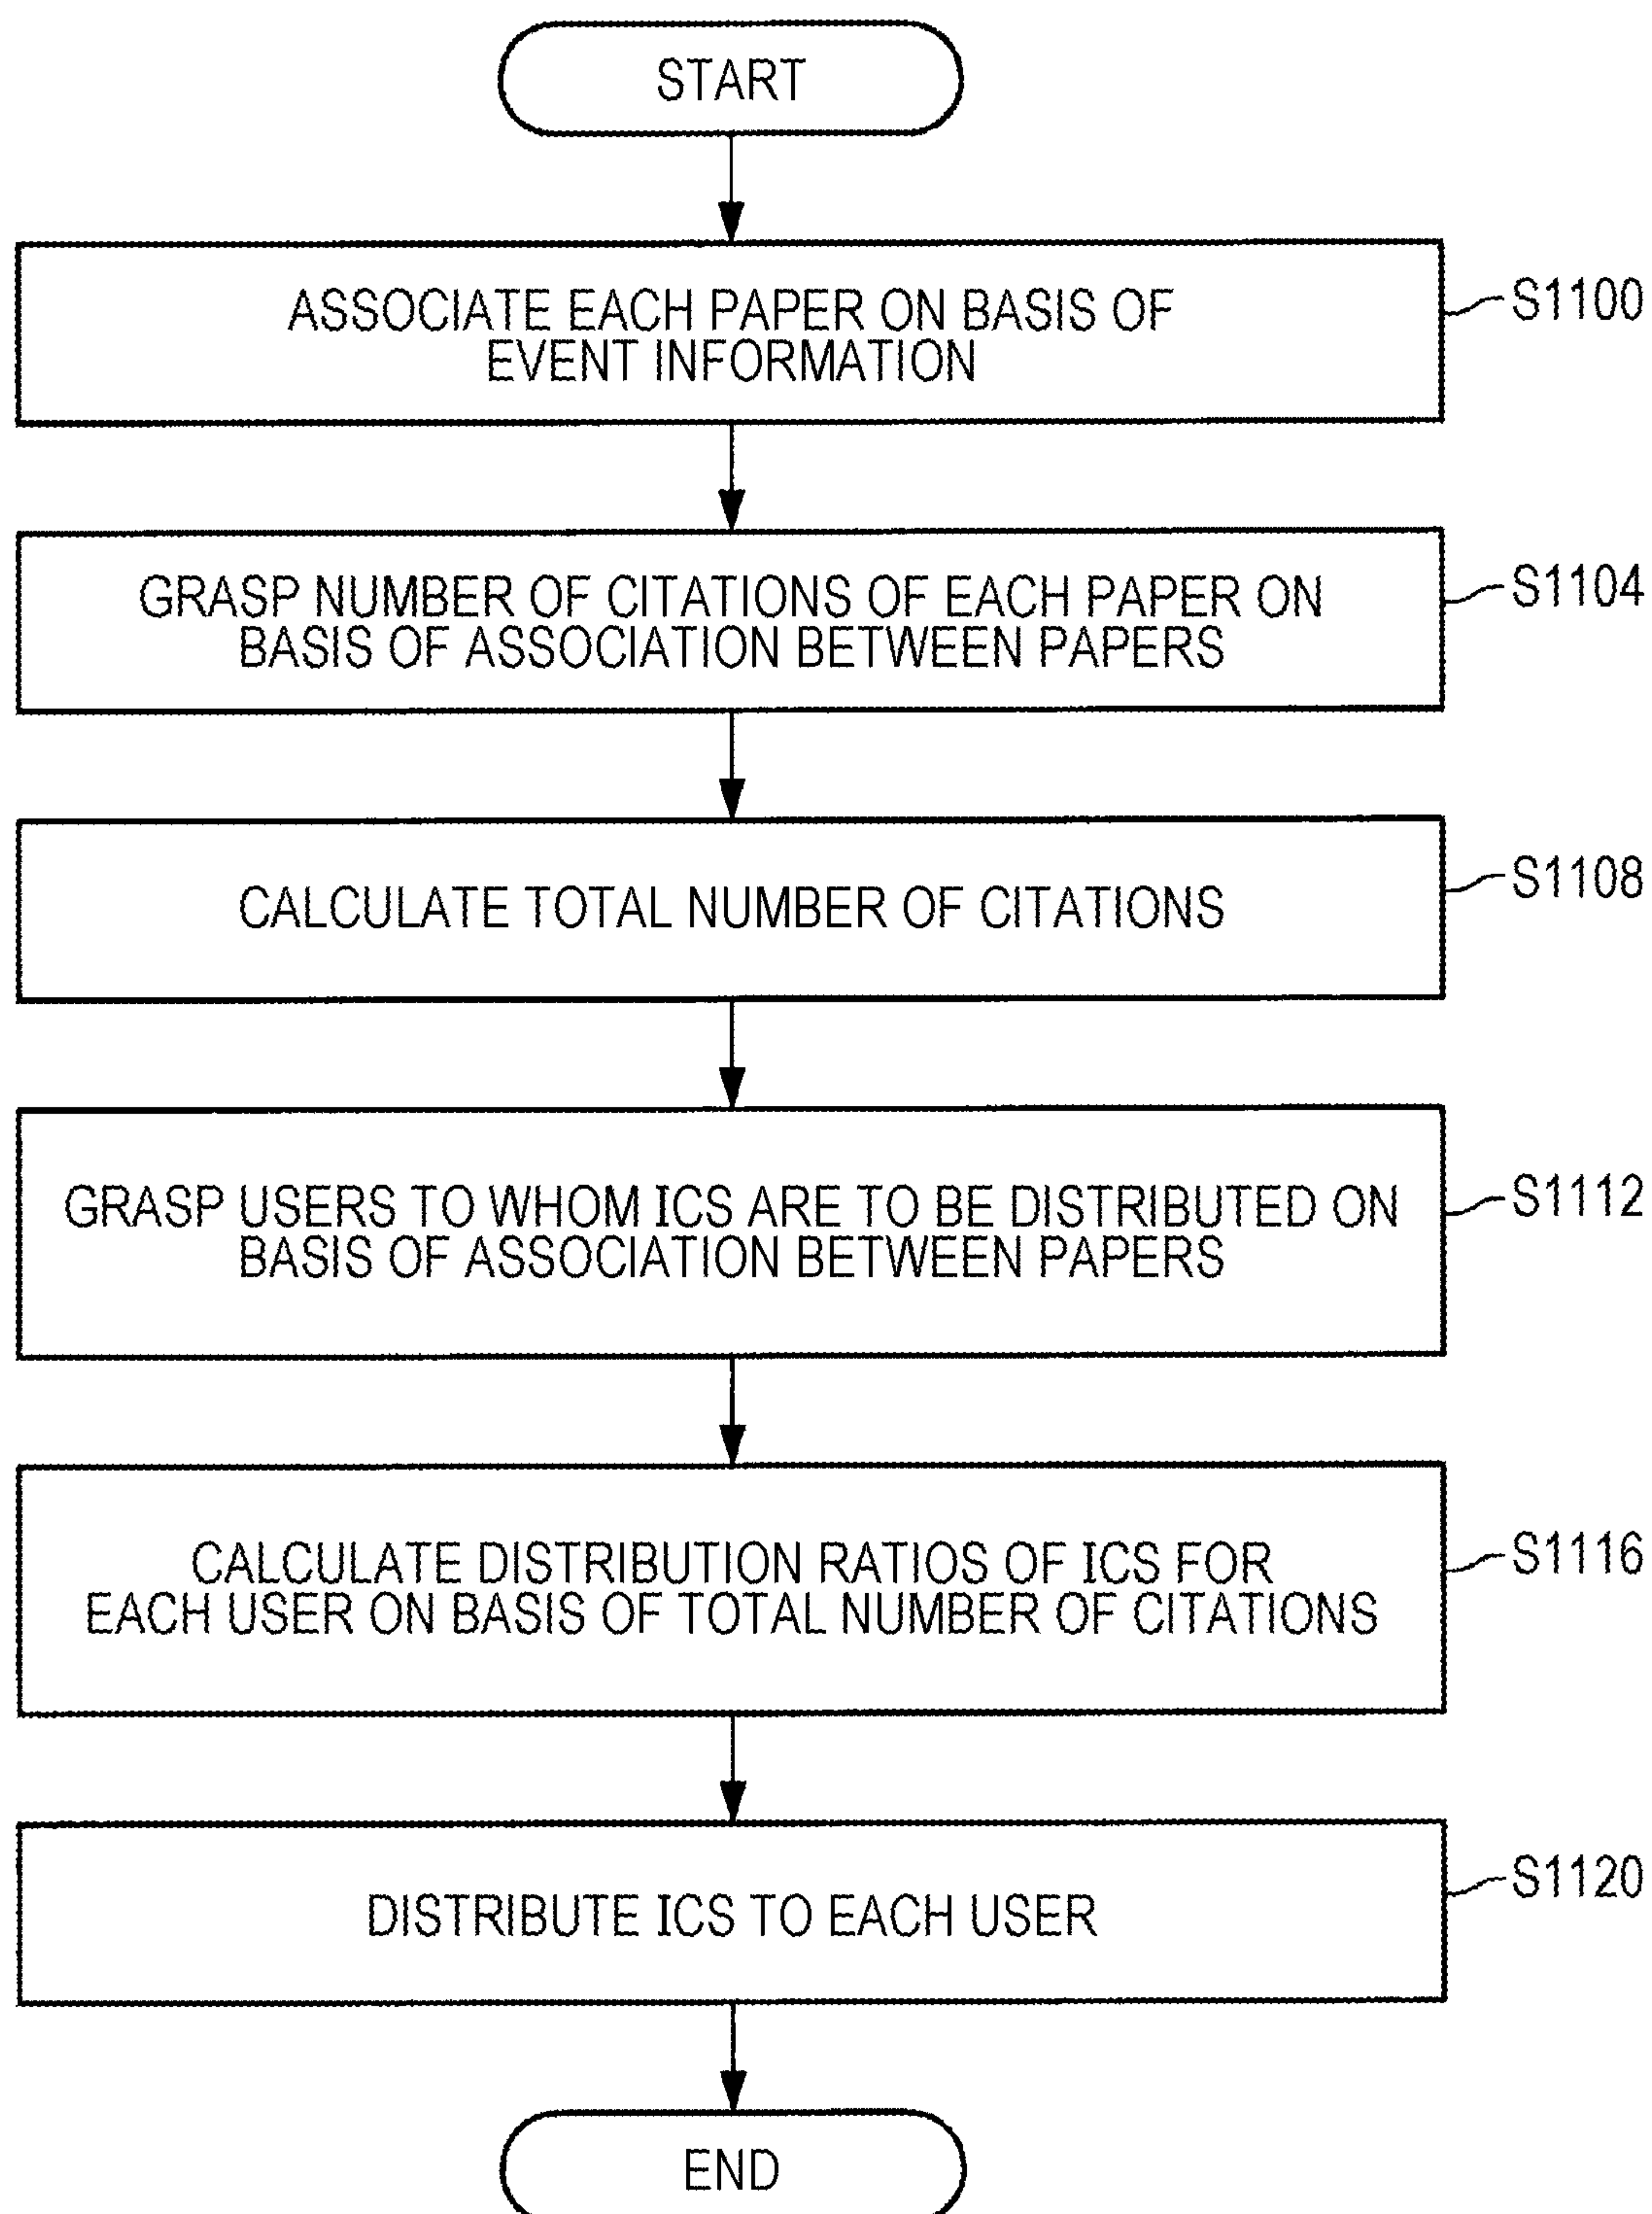 START
ASSOCIATE EACH PAPER ON BASIS OF
EVENT INFORMATION
S1100
GRASP NUMBER OF CITATIONS OF EACH PAPER ON
BASIS OF ASSOCIATION BETWEEN PAPERS
S1104
CALCULATE TOTAL NUMBER OF CITATIONS
S1108
GRASP USERS TO WHOM ICS ARE TO BE DISTRIBUTED ON
BASIS OF ASSOCIATION BETWEEN PAPERS
S1112
CALCULATE DISTRIBUTION RATIOS OF ICS FOR
EACH USER ON BASIS OF TOTAL NUMBER OF CITATIONS
S1116
DISTRIBUTE ICS TO EACH USER
S1120
END